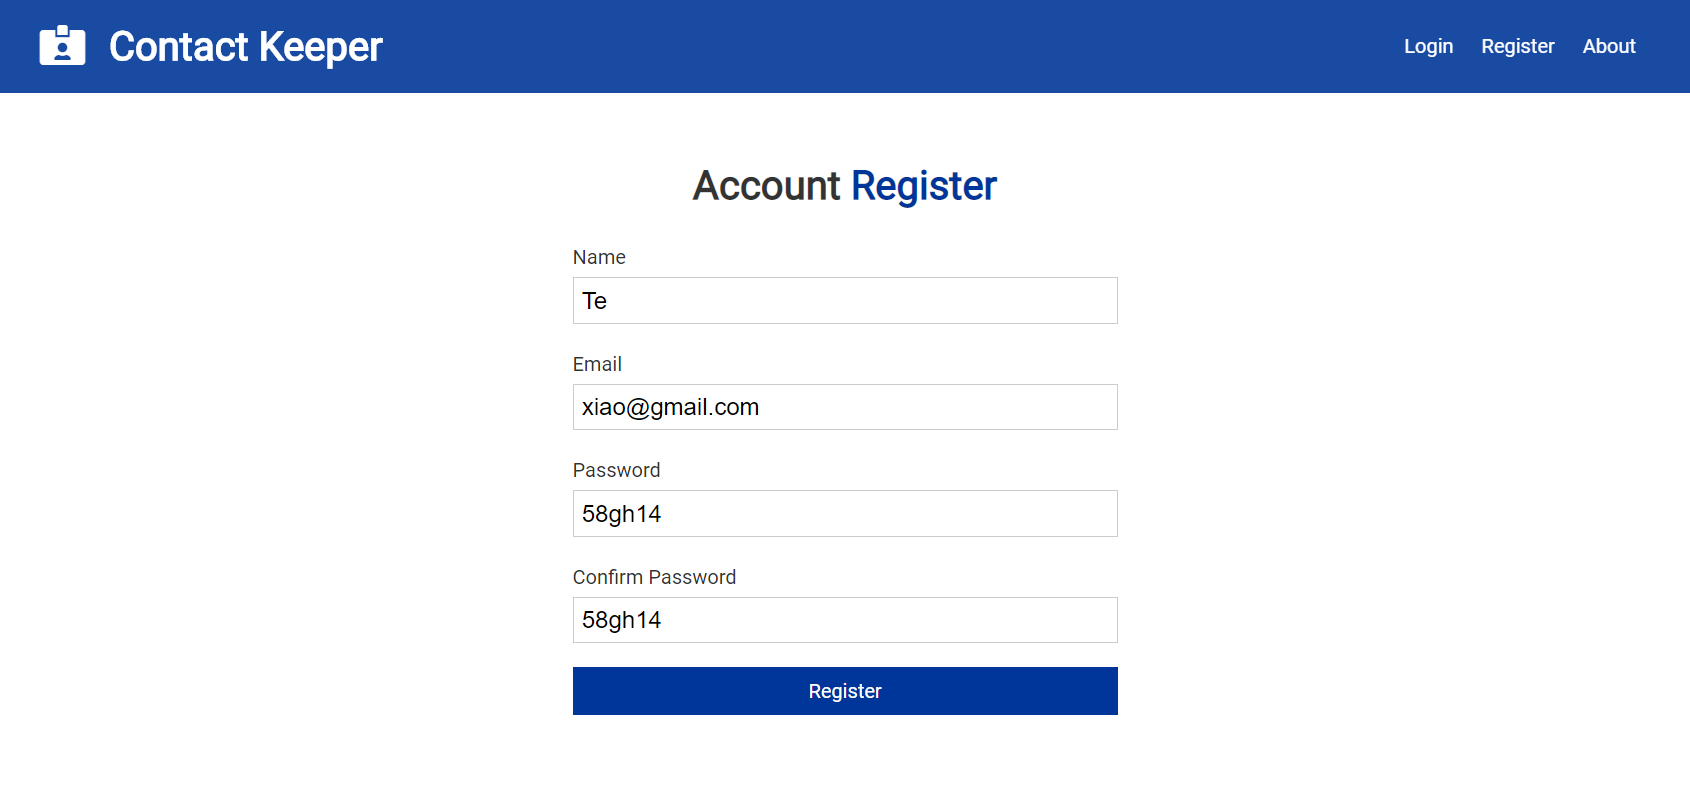 Contact Keeper
Login Register About
Account Register
Name
Te
Email
xiao@gmail.com
Password
58gh14
Confirm Password
58gh14
Register